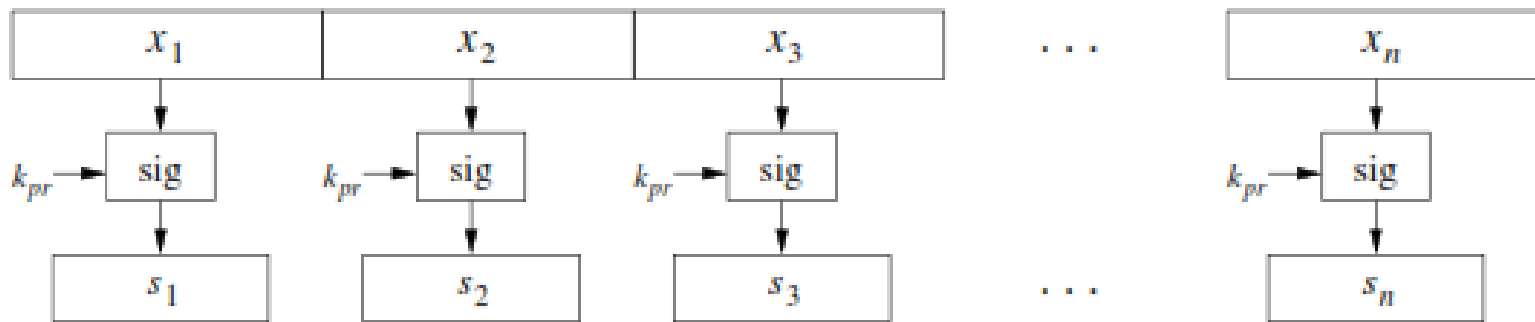 x1 x2 x3 . . . xn
kpr sig kpr sig kpr sig kpr sig
s1 s2 s3 . . . sn